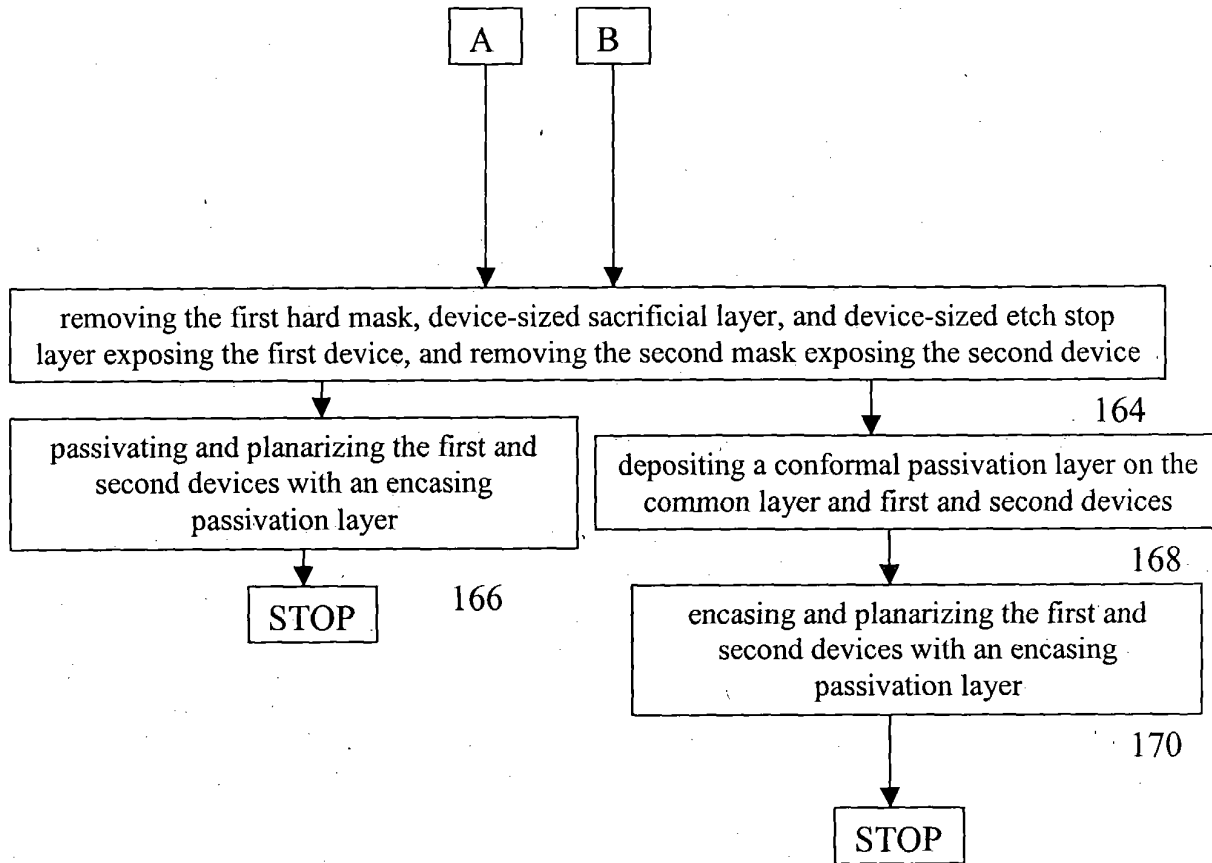 A
B
removing the first hard mask, device-sized sacrificial layer, and device-sized etch stop
layer exposing the first device, and removing the second mask exposing the second device
164
passivating and planarizing the first and
second devices with an encasing
passivation layer
166
STOP
depositing a conformal passivation layer on the
common layer and first and second devices
168
encasing and planarizing the first and
second devices with an encasing
passivation layer
170
STOP